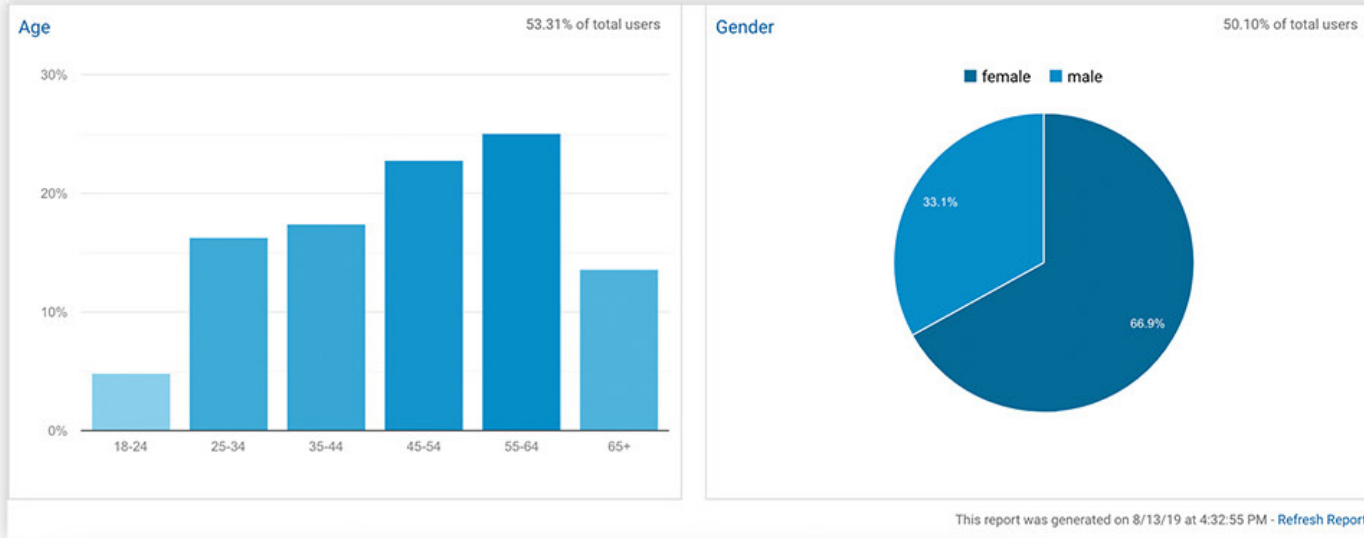 Age
53.31% of total users
30%
20%
10%
0%
18-24
25-34
35-44
45-54
55-64
65+
Gender
50.10% of total users
female
male
33.1%
66.9%
This report was generated on 8/13/19 at 4:32:55 PM - Refresh Report